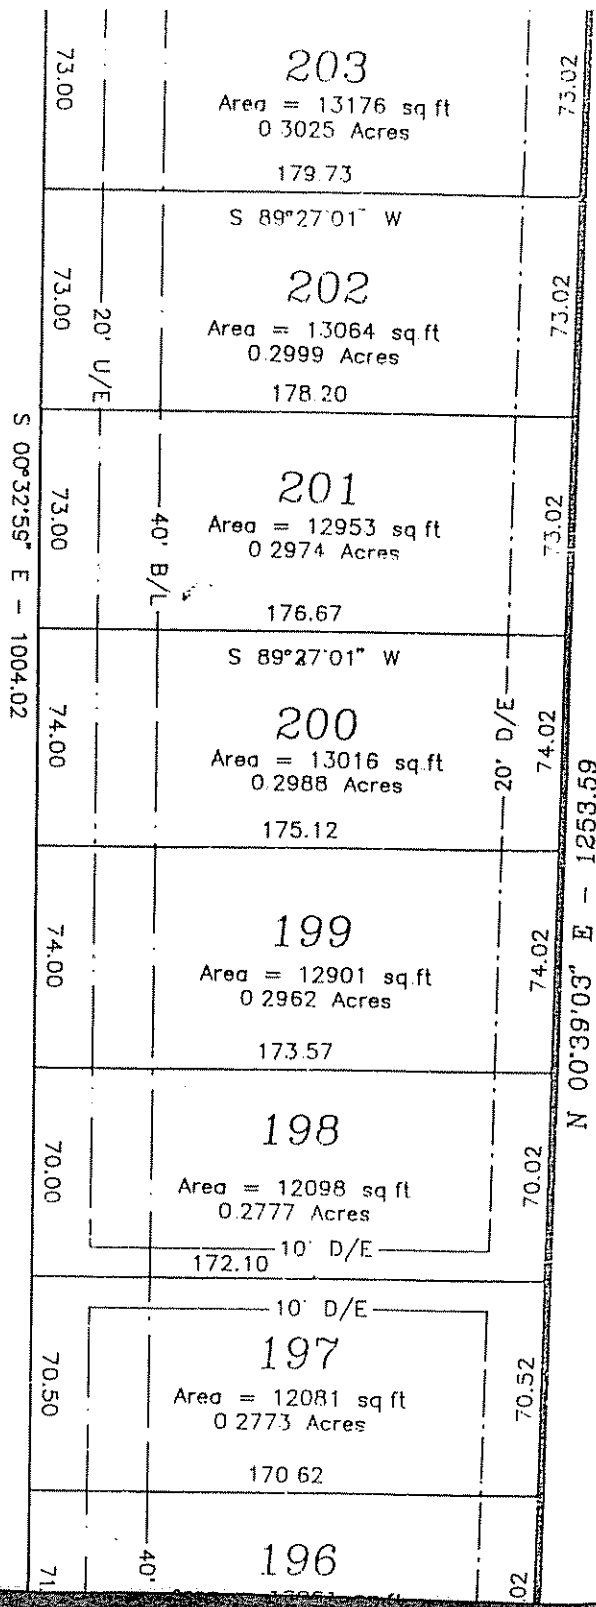 203
73.00
73.02
Area = 13176 sq ft
0 3025 Acres
179.73
S 89°27'01" W
202
73.00
73.02
20' U/E
Area = 13064 sq.ft
0.2999 Acres
178.20
201
73.00
73.02
Area = 12953 sq ft
0 2974 Acres
40' B/L
176.67
S 00°32'59" E - 1004.02
S 89°27'01" W
200
74.00
74.02
20' D/E
Area = 13016 sq.ft
0.2988 Acres
175.12
N 00°39'03" E - 1253.59
199
74.00
74.02
Area = 12901 sq.ft
0 2962 Acres
173.57
198
70.00
70.02
Area = 12098 sq ft
0.2777 Acres
10' D/E
172.10
10' D/E
197
70.50
70.52
Area = 12081 sq ft
0 2773 Acres
170 62
196
71
40'
.02